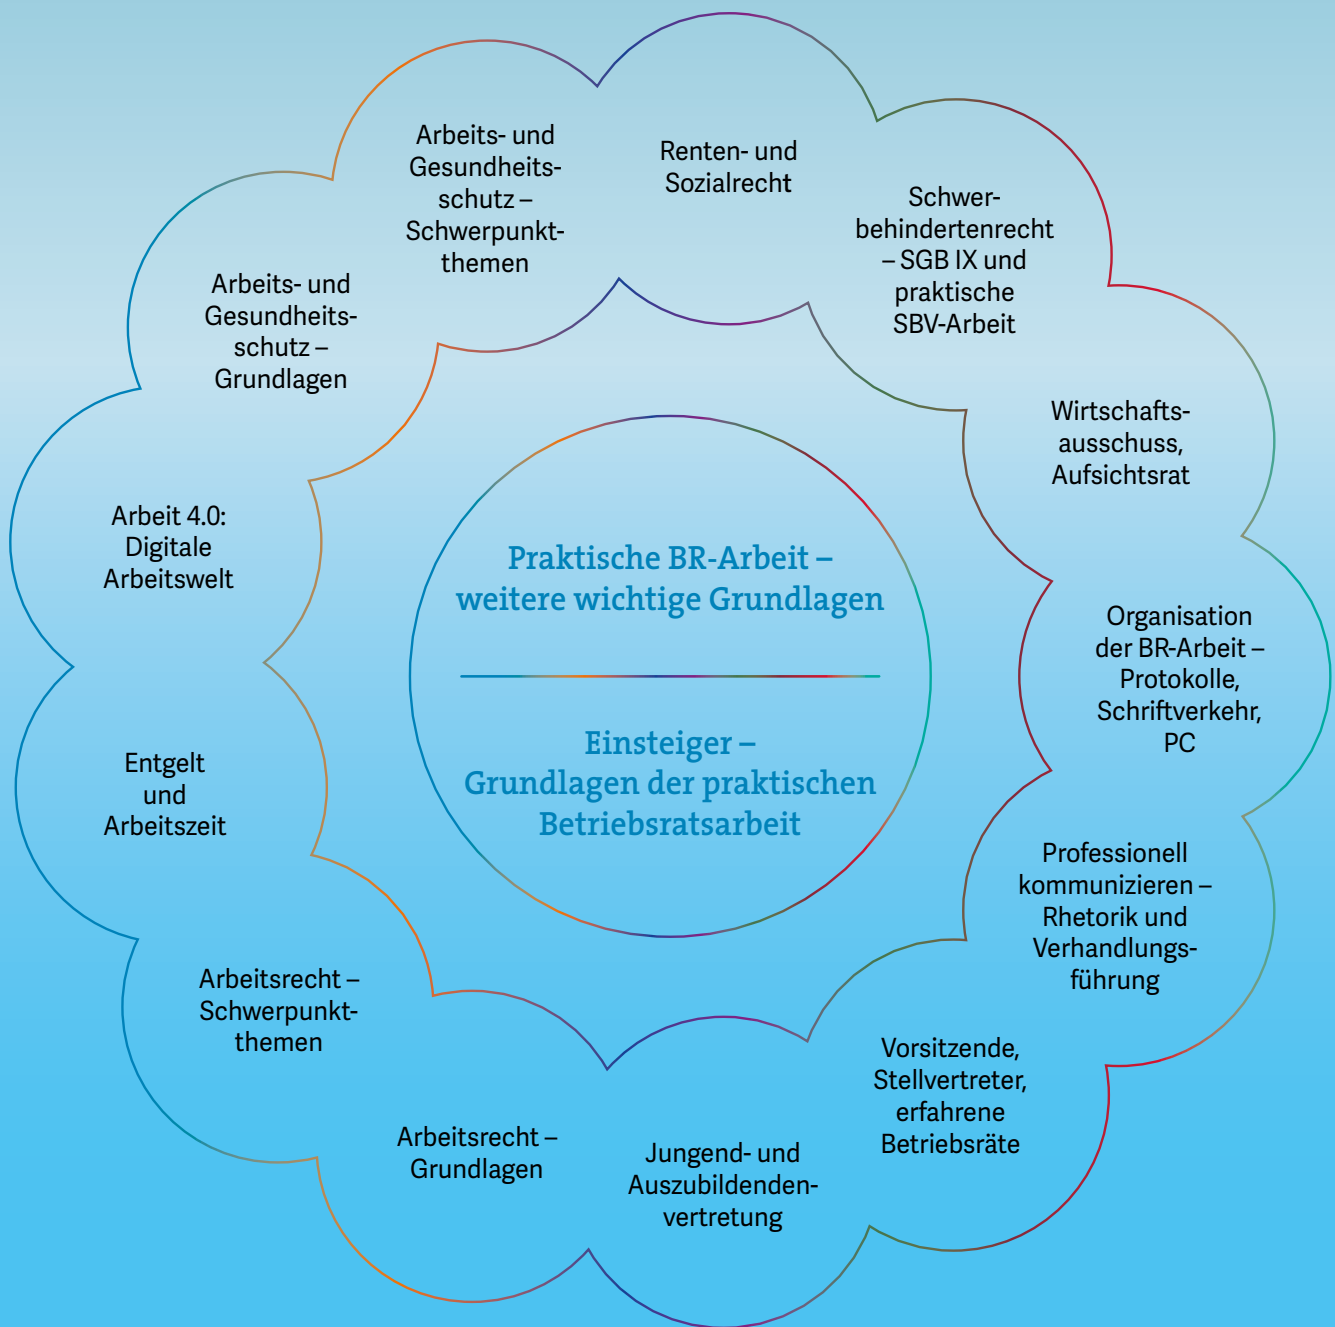 Arbeits- und
Gesundheits-
schutz –
Schwerpunkt-
themen
Renten- und
Sozialrecht
Schwer-
behindertenrecht
– SGB IX und
praktische
SBV-Arbeit
Wirtschafts-
ausschuss,
Aufsichtsrat
Organisation
der BR-Arbeit –
Protokolle,
Schriftverkehr,
PC
Professionell
kommunizieren –
Rhetorik und
Verhandlungs-
führung
Vorsitzende,
Stellvertreter,
erfahrene
Betriebsräte
Jungend- und
Auszubildenden-
vertretung
Arbeitsrecht –
Grundlagen
Arbeitsrecht –
Schwerpunkt-
themen
Entgelt
und
Arbeitszeit
Arbeit 4.0:
Digitale
Arbeitswelt
Arbeits- und
Gesundheits-
schutz –
Grundlagen
Praktische BR-Arbeit –
weitere wichtige Grundlagen
Einsteiger –
Grundlagen der praktischen
Betriebsratsarbeit